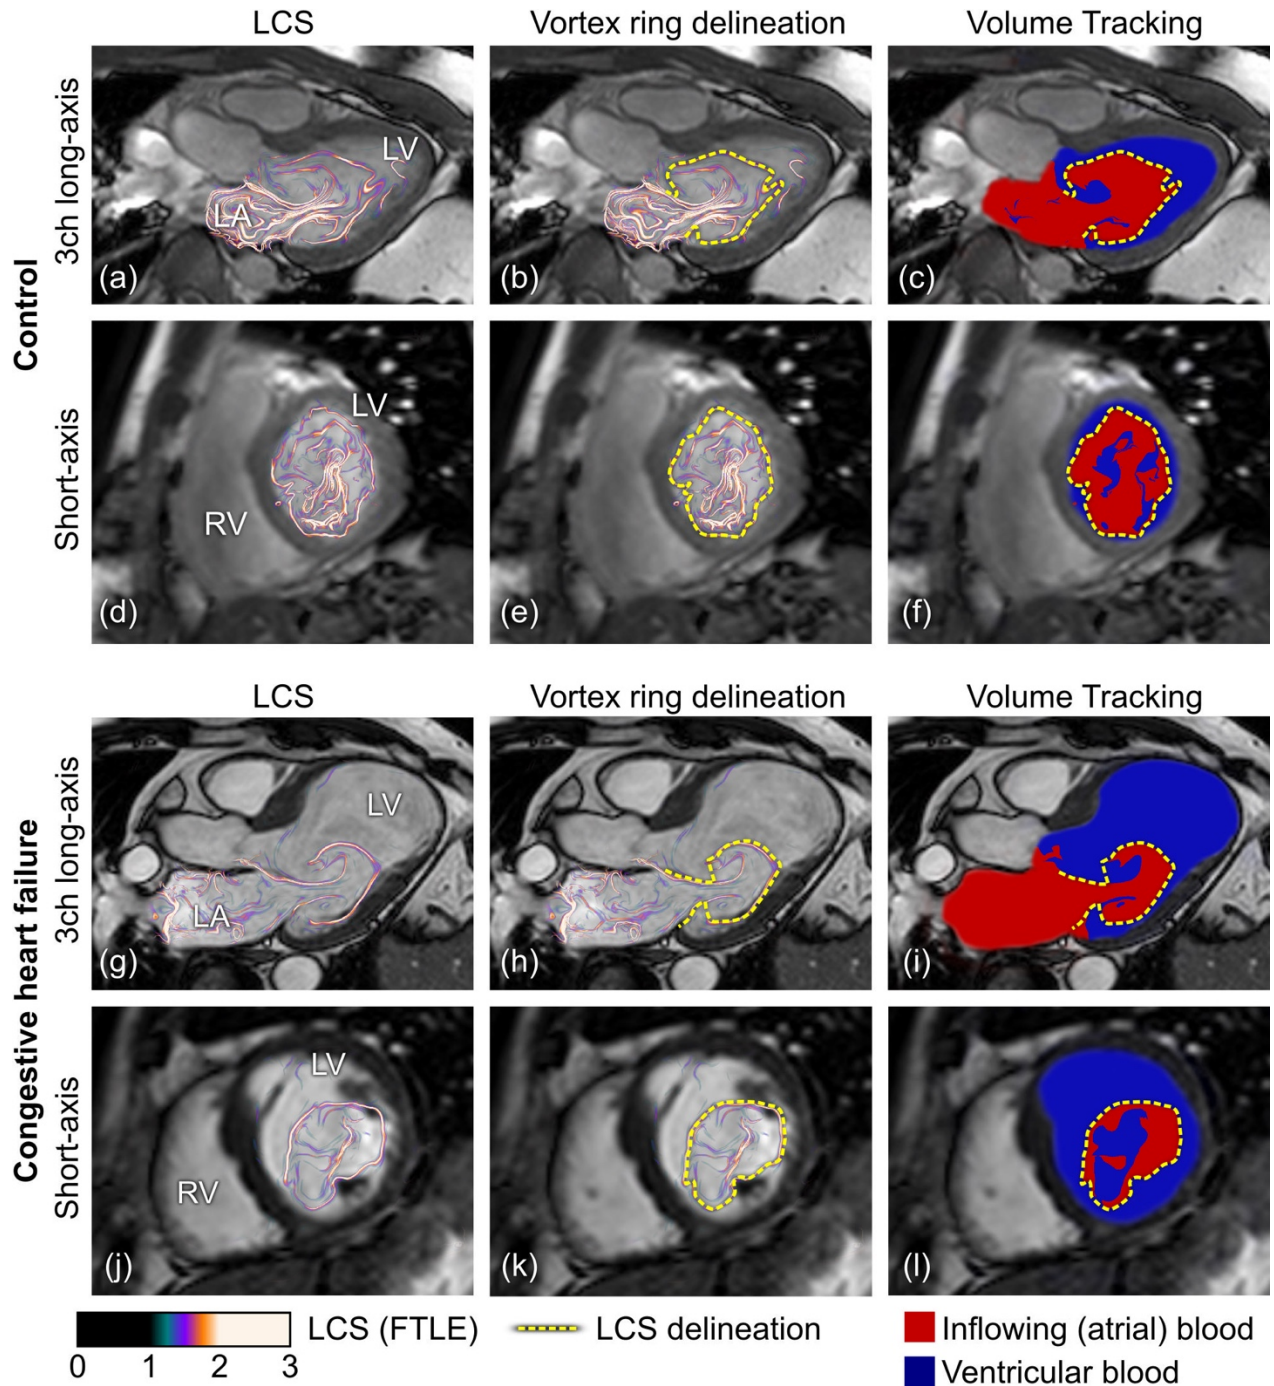 LCS Vortex ring delineation Volume Tracking
Control
3ch long-axis
LV
LA
(a) (b) (c)
Short-axis
LV
RV
(d) (e) (f)
LCS Vortex ring delineation Volume Tracking
Congestive heart failure
3ch long-axis
LV
LA
(g) (h) (i)
Short-axis
LV
RV
(j) (k) (l)
LCS (FTLE) LCS delineation Inflowing (atrial) blood
0 1 2 3
Ventricular blood